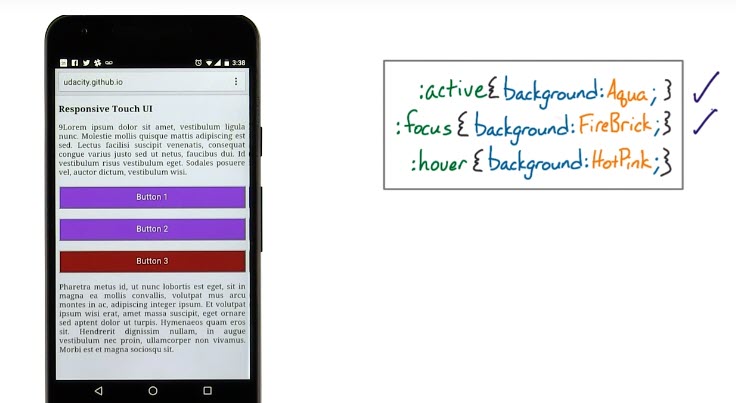 3:38
udacity.github.io
Responsive Touch UI
9Lorem ipsum dolor sit amet, vestibulum ligula
nunc. Molestie mollis quisque mattis adipiscing est
sed. Lectus facilisi suscipit venenatis, consequat
congue varius justo sed ut netus, faucibus dui. Id
vestibulum risus vestibulum eget. Sodales posuere
vel, auctor dictum, vestibulum wisi.
Button 1
Button 2
Button 3
Pharetra metus id, ut nunc lobortis est eget, sit in
magna ea mollis convallis, volutpat mus arcu
montes in ac, adipiscing integer ipsum. Et volutpat
ipsum wisi erat, amet massa suscipit, eget ornare
sed aptent dolor ut turpis. Hymenaeos quam eros
sit. Hendrerit dignissim nullam, in augue
vestibulum nec proin, ullamcorper non vivamus.
Morbi est et magna sociosqu sit.
:active{background:Aqua;}
:focus{background:FireBrick;}
:hover{background:HotPink;}